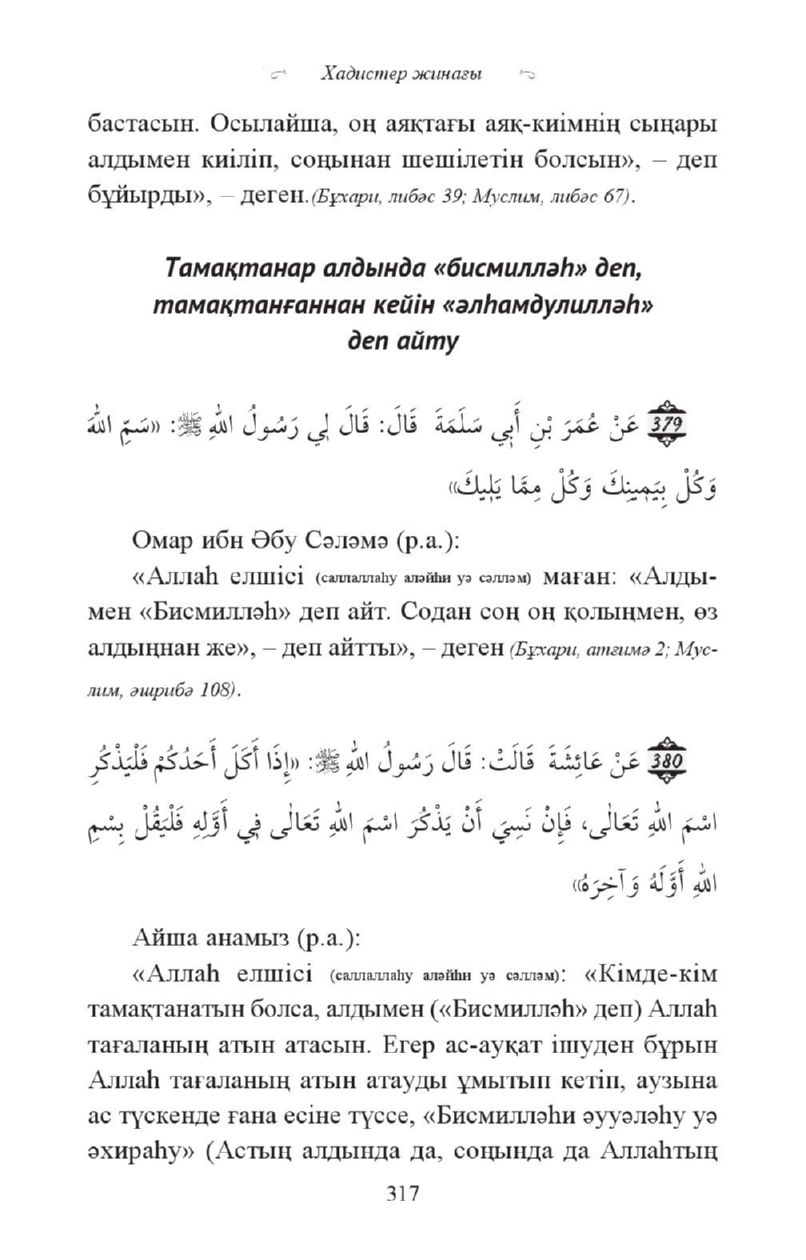 Хадистер жинағы
бастасын. Осылайша, оң аяқтағы аяқ-киімнің сыңары
алдымен киіліп, соңынан шешілетін болсын», – деп
бұйырды», – деген.(Бұхари, либәс 39; Муслим, либәс 67).
Тамақтанар алдында «бисмилләһ» деп,
тамақтанғаннан кейін «әлһамдулилләһ»
деп айту
379 عَنْ عُمَرَ بْنِ أَبِي سَلَمَةَ قَالَ: قَالَ لِي رَسُولُ اللهِ ﷺ: «سَمِّ اللهَ
وَكُلْ بِيَمِينِكَ وَكُلْ مِمَّا يَلِيكَ»
Омар ибн Әбу Сәләмә (р.а.):
«Аллаһ елшісі (саллаллаһу аләйһи уә сәлләм) маған: «Алды-
мен «Бисмилләһ» деп айт. Содан соң оң қолыңмен, өз
алдыңнан же», – деп айтты», – деген (Бұхари, атғимә 2; Мус-
лим, әшрибә 108).
380 عَنْ عَائِشَةَ قَالَتْ: قَالَ رَسُولُ اللهِ ﷺ: «إِذَا أَكَلَ أَحَدُكُمْ فَلْيَذْكُرِ
اسْمَ اللهِ تَعَالَى، فَإِنْ نَسِيَ أَنْ يَذْكُرَ اسْمَ اللهِ تَعَالَى فِي أَوَّلِهِ فَلْيَقُلْ بِسْمِ
اللهِ أَوَّلَهُ وَآخِرَهُ»
Айша анамыз (р.а.):
«Аллаһ елшісі (саллаллаһу аләйһи уә сәлләм): «Кімде-кім
тамақтанатын болса, алдымен («Бисмилләһ» деп) Аллаһ
тағаланың атын атасын. Егер ас-ауқат ішуден бұрын
Аллаһ тағаланың атын атауды ұмытып кетіп, аузына
ас түскенде ғана есіне түссе, «Бисмилләһи әууәләһу уә
әхираһу» (Астың алдында да, соңында да Аллаһтың
317